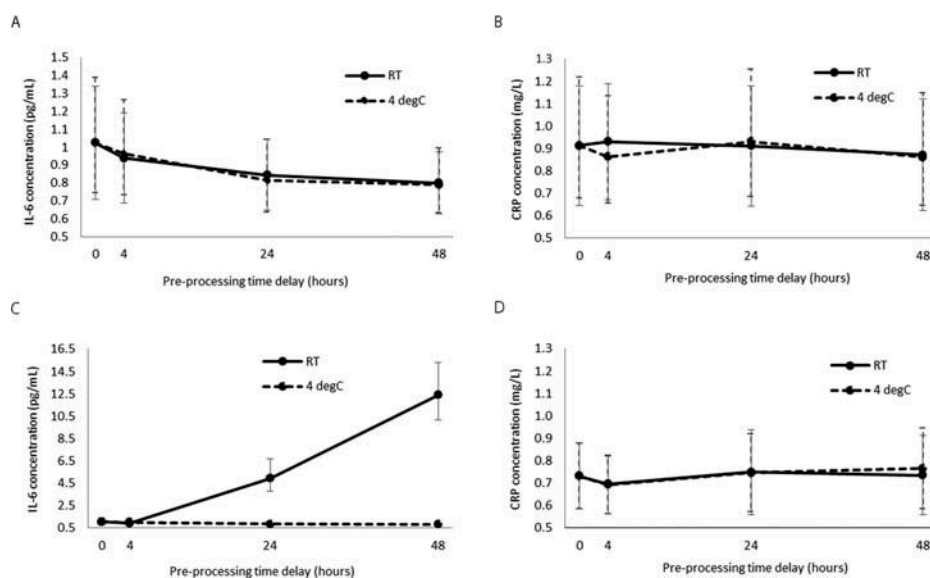 A
1.5
1.4
1.3
1.2
1.1
1
0.9
0.8
0.7
0.6
0.5
IL-6 concentration (pg/mL)
RT
4 degC
0 4 24 48
Pre-processing time delay (hours)
B
1.3
1.2
1.1
1.0
0.9
0.8
0.7
0.6
0.5
CRP concentration (mg/L)
RT
4 degC
0 4 24 48
Pre-processing time delay (hours)
C
16.5
14.5
12.5
10.5
8.5
6.5
4.5
2.5
0.5
IL-6 concentration (pg/mL)
RT
4 degC
0 4 24 48
Pre-processing time delay (hours)
D
1.3
1.2
1.1
1.0
0.9
0.8
0.7
0.6
0.5
CRP concentration (mg/L)
RT
4 degC
0 4 24 48
Pre-processing time delay (hours)